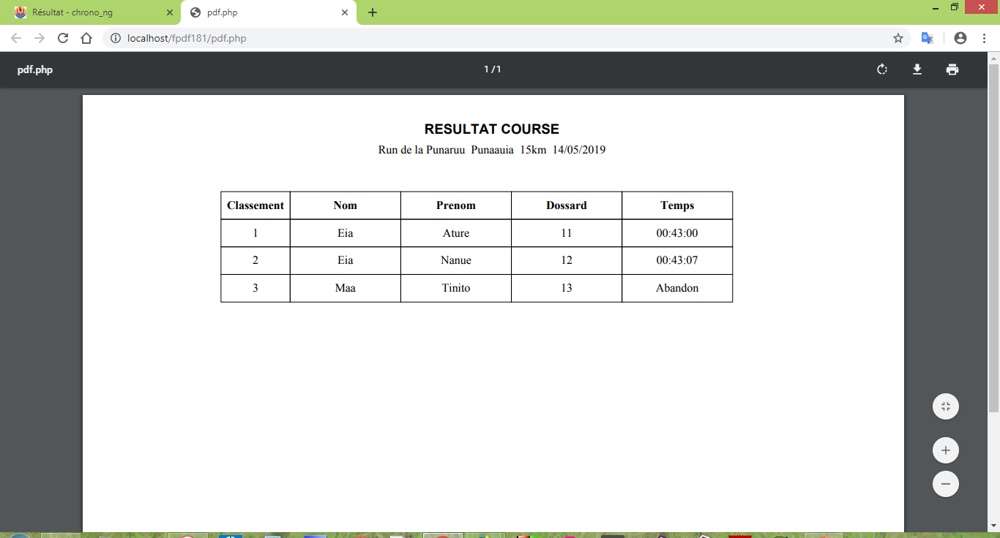 Résultat - chrono_ng
pdf.php
localhost/fpdf181/pdf.php
pdf.php
1 / 1
RESULTAT COURSE
Run de la Punaruu Punaauia 15km 14/05/2019
Classement Nom Prenom Dossard Temps
1 Eia Ature 11 00:43:00
2 Eia Nanue 12 00:43:07
3 Maa Tinito 13 Abandon